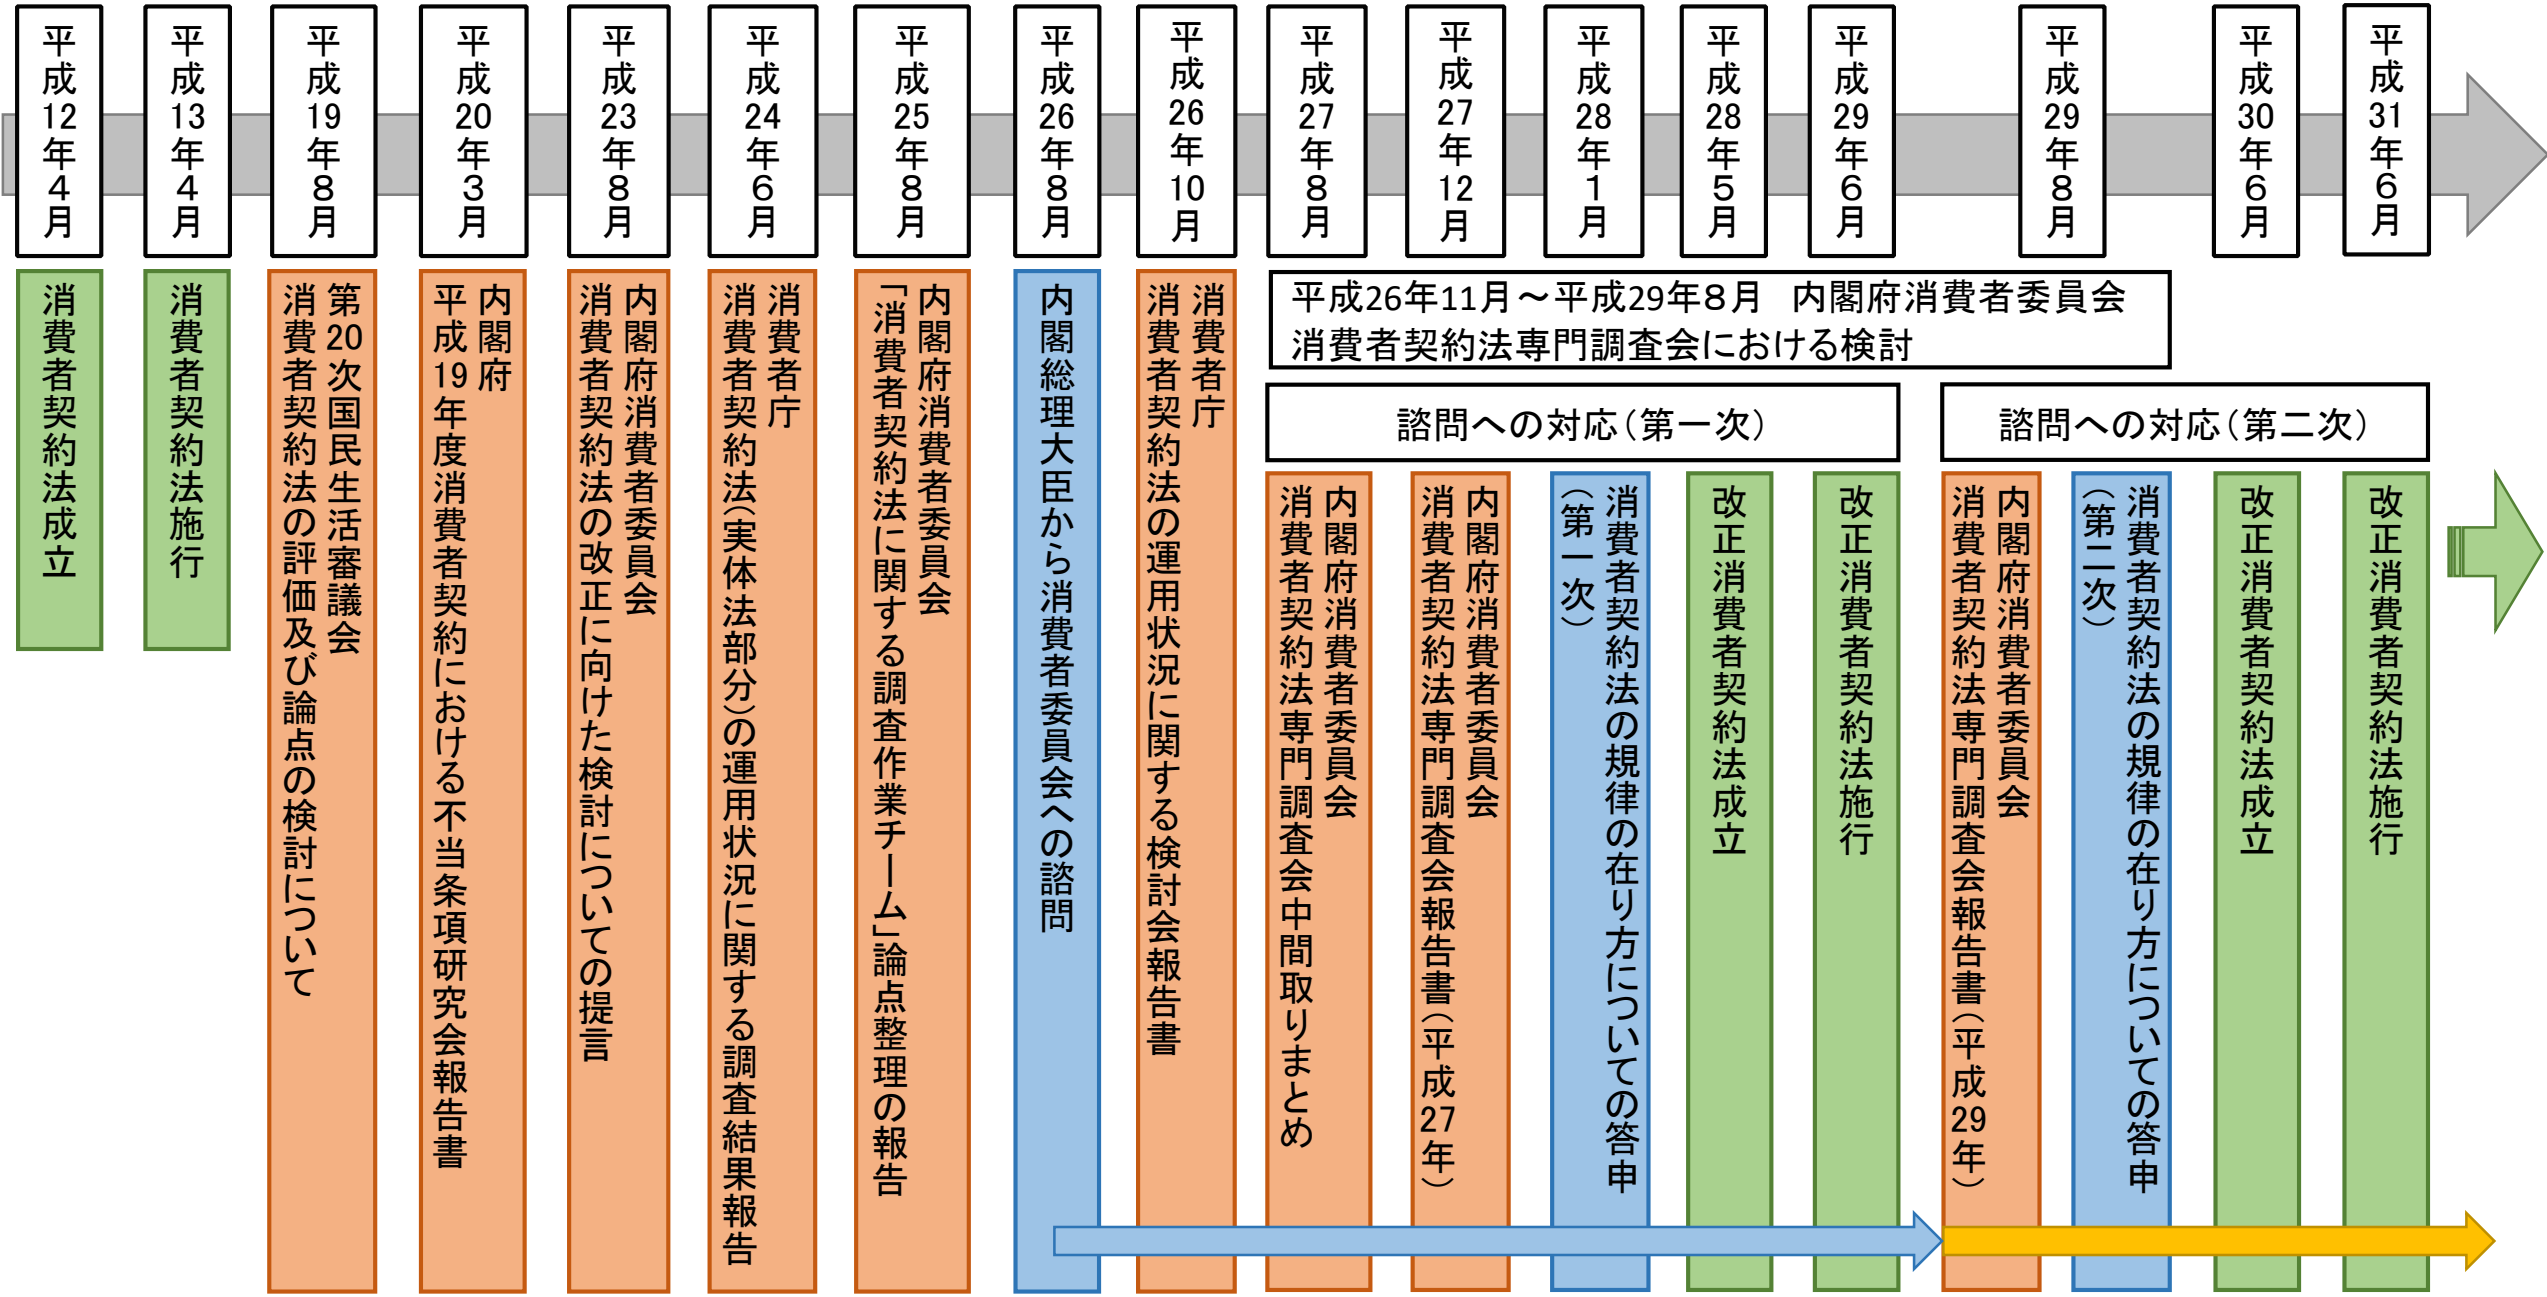 平成12年4月
平成13年4月
平成19年8月
平成20年3月
平成23年8月
平成24年6月
平成25年8月
平成26年8月
平成26年10月
平成27年8月
平成27年12月
平成28年1月
平成28年5月
平成29年6月
平成29年8月
平成30年6月
平成31年6月
消費者契約法成立
消費者契約法施行
第20次国民生活審議会
消費者契約法の評価及び論点の検討について
内閣府
平成19年度消費者契約における不当条項研究会報告書
内閣府消費者委員会
消費者契約法の改正に向けた検討についての提言
消費者庁
消費者契約法(実体法部分)の運用状況に関する調査結果報告
内閣府消費者委員会
「消費者契約法に関する調査作業チーム」論点整理の報告
内閣総理大臣から消費者委員会への諮問
消費者庁
消費者契約法の運用状況に関する検討会報告書
平成26年11月～平成29年8月　内閣府消費者委員会
消費者契約法専門調査会における検討
諮問への対応(第一次)
内閣府消費者委員会
消費者契約法専門調査会中間取りまとめ
内閣府消費者委員会
消費者契約法専門調査会報告書(平成27年)
消費者契約法の規律の在り方についての答申
(第一次)
改正消費者契約法成立
改正消費者契約法施行
諮問への対応(第二次)
内閣府消費者委員会
消費者契約法専門調査会報告書(平成29年)
消費者契約法の規律の在り方についての答申
(第二次)
改正消費者契約法成立
改正消費者契約法施行